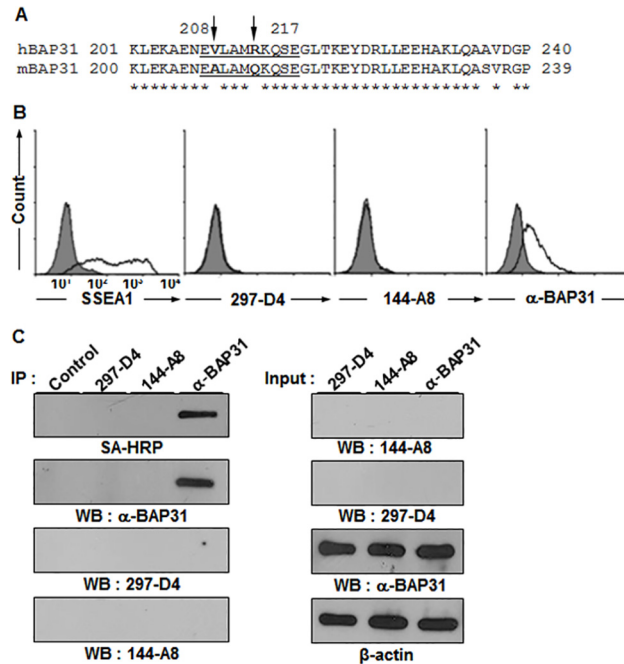 A
208 217
hBAP31 201 KLEKAENEVLAMRKQSEGLTKEYDRLLEEHAKLQAAVDGP 240
mBAP31 200 KLEKAENEALAMQKQSEGLTKEYDRLLEEHAKLQASVRGP 239
******** *** ********************** * **
B
Count
10¹ 10² 10³ 10⁴
SSEA1 297-D4 144-A8 α-BAP31
C
IP : Control 297-D4 144-A8 α-BAP31
SA-HRP
WB : α-BAP31
WB : 297-D4
WB : 144-A8
Input : 297-D4 144-A8 α-BAP31
WB : 144-A8
WB : 297-D4
WB : α-BAP31
β-actin